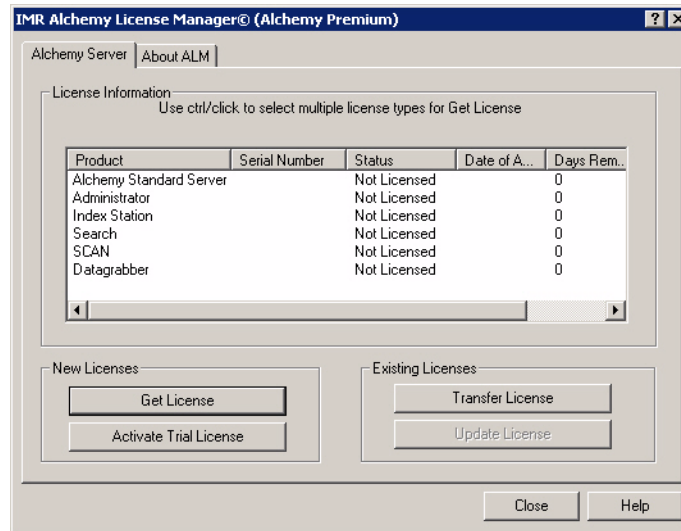 IMR Alchemy License Manager© (Alchemy Premium)
Alchemy Server About ALM
License Information
Use ctrl/click to select multiple license types for Get License
Product Serial Number Status Date of A... Days Rem..
Alchemy Standard Server Not Licensed 0
Administrator Not Licensed 0
Index Station Not Licensed 0
Search Not Licensed 0
SCAN Not Licensed 0
Datagrabber Not Licensed 0
New Licenses Existing Licenses
Get License Transfer License
Activate Trial License Update License
Close Help